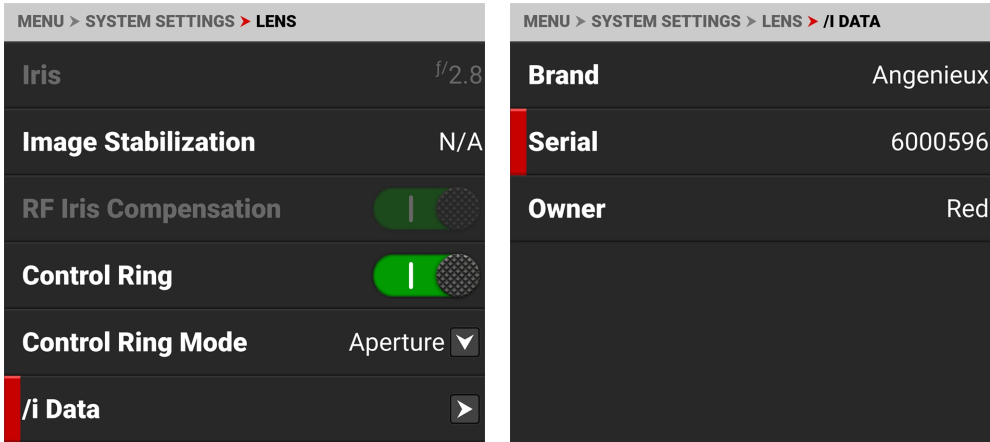 MENU > SYSTEM SETTINGS > LENS
Iris ƒ/2.8
Image Stabilization N/A
RF Iris Compensation
Control Ring
Control Ring Mode Aperture
/i Data
MENU > SYSTEM SETTINGS > LENS > /I DATA
Brand Angenieux
Serial 6000596
Owner Red